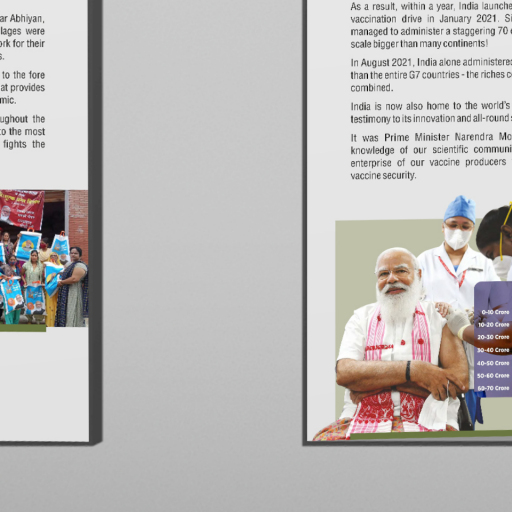 ar Abhiyan,
lages were
ork for their
s.
to the fore
at provides
mic.
ughout the
to the most
fights the
As a result, within a year, India launche
vaccination drive in January 2021. Si
managed to administer a staggering 70 c
scale bigger than many continents!
In August 2021, India alone administered
than the entire G7 countries - the riches c
combined.
India is now also home to the world's
testimony to its innovation and all-round s
It was Prime Minister Narendra Mo
knowledge of our scientific communi
enterprise of our vaccine producers
vaccine security.
0-10 Crore
10-20 Crore
20-30 Crore
30-40 Crore
40-50 Crore
50-60 Crore
60-70 Crore